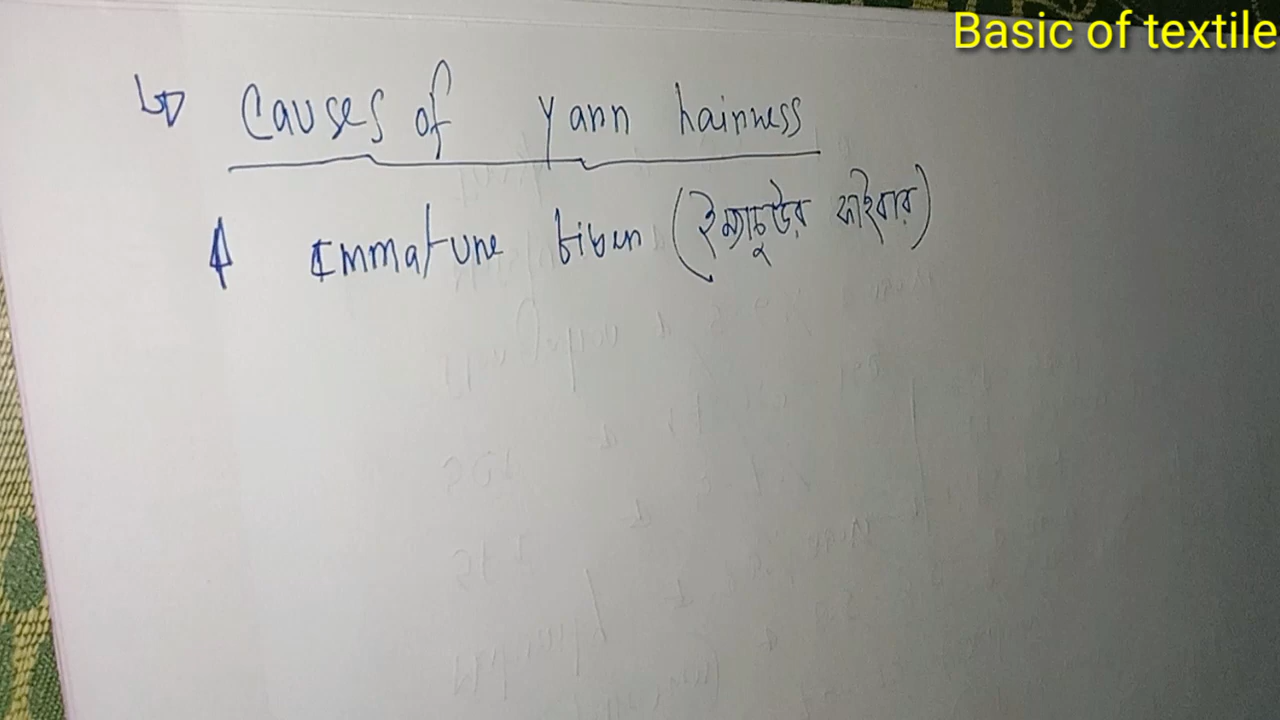 Basic of textile
Causes of Yarn hairness
Immature fiber (ইম্যাচুউর ফাইবার)